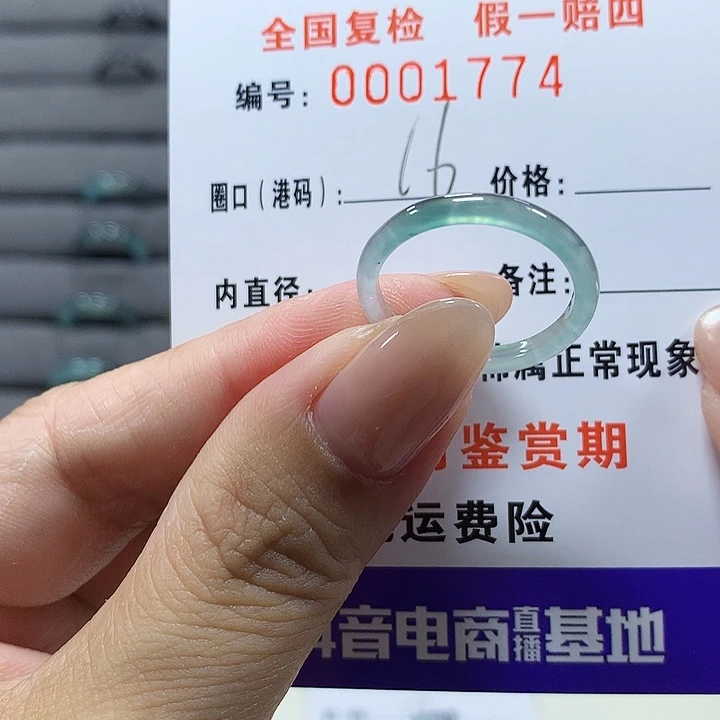 全国复检 假一赔四
编号：0001774
圈口（港码）：16 价格：
内直径： 备注：
属正常现象
鉴赏期
运费险
音电商直播基地